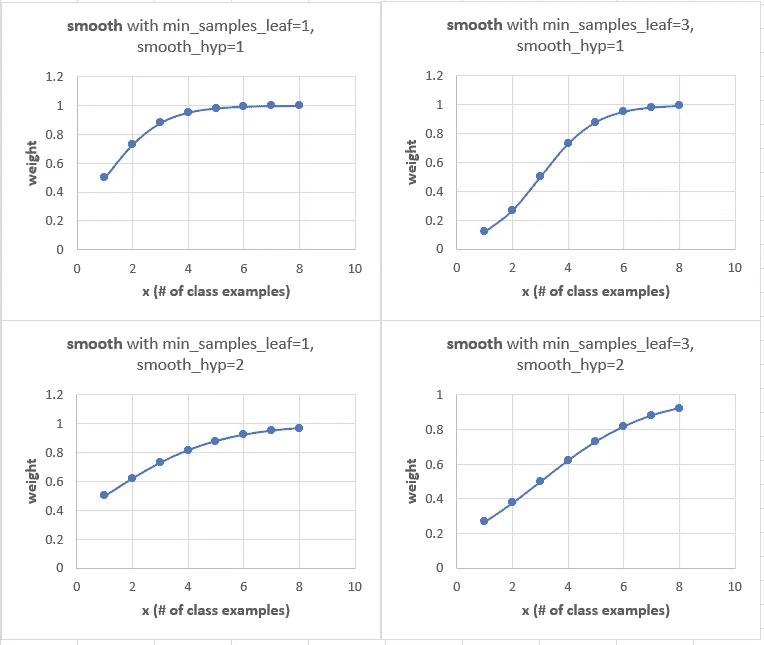 smooth with min_samples_leaf=1,
smooth_hyp=1
1.2
1
0.8
0.6
0.4
0.2
0
weight
0 2 4 6 8 10
x (# of class examples)
smooth with min_samples_leaf=3,
smooth_hyp=1
1.2
1
0.8
0.6
0.4
0.2
0
weight
0 2 4 6 8 10
x (# of class examples)
smooth with min_samples_leaf=1,
smooth_hyp=2
1.2
1
0.8
0.6
0.4
0.2
0
weight
0 2 4 6 8 10
x (# of class examples)
smooth with min_samples_leaf=3,
smooth_hyp=2
1
0.8
0.6
0.4
0.2
0
weight
0 2 4 6 8 10
x (# of class examples)